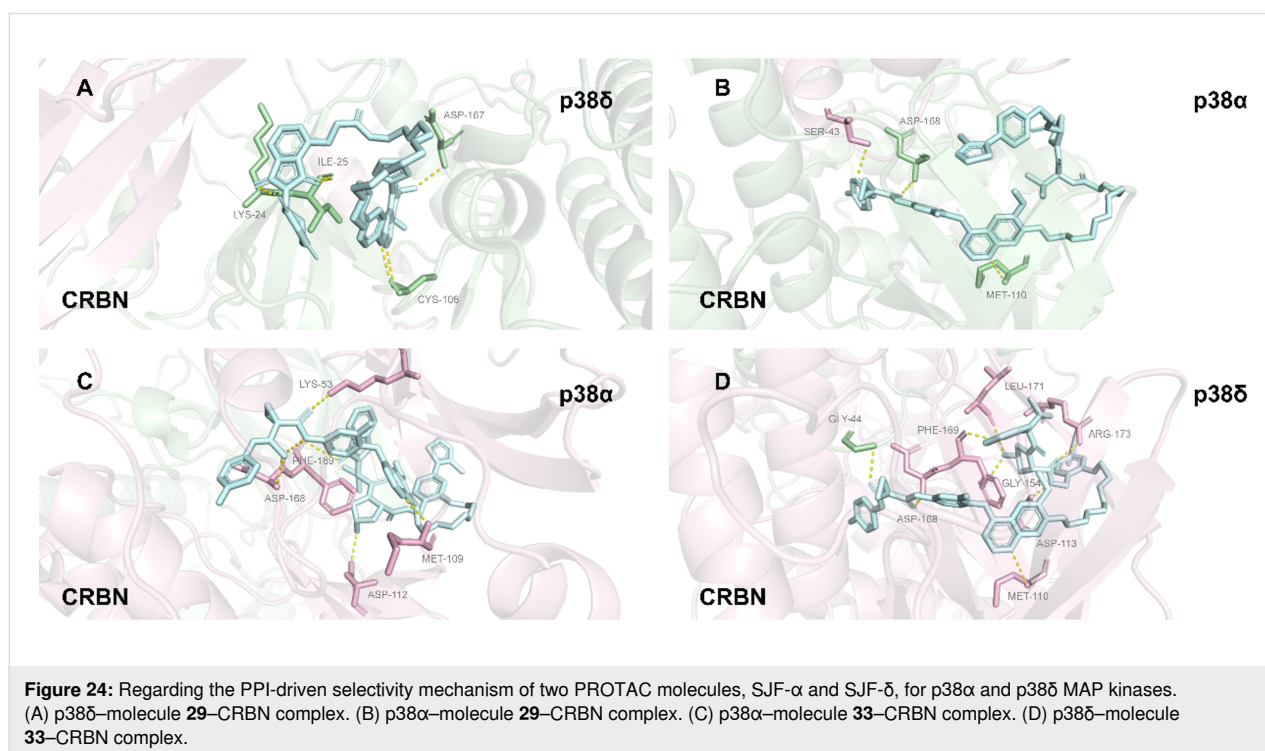 A
p38δ
ASP-167
ILE-25
LYS-24
CYS-106
CRBN
B
p38α
SER-43
ASP-168
MET-110
CRBN
C
p38α
LYS-53
PHE-169
ASP-168
MET-109
ASP-112
CRBN
D
p38δ
LEU-171
GLY-44
PHE-169
ARG-173
GLY-154
ASP-168
ASP-113
MET-110
CRBN
Figure 24: Regarding the PPI-driven selectivity mechanism of two PROTAC molecules, SJF-α and SJF-δ, for p38α and p38δ MAP kinases.
(A) p38δ–molecule 29–CRBN complex. (B) p38α–molecule 29–CRBN complex. (C) p38α–molecule 33–CRBN complex. (D) p38δ–molecule
33–CRBN complex.